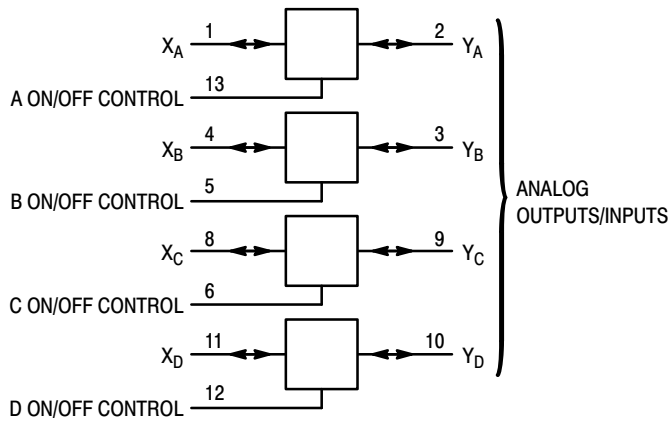 1 2
X_A Y_A
13
A ON/OFF CONTROL
4 3
X_B Y_B
5
B ON/OFF CONTROL
ANALOG
OUTPUTS/INPUTS
8 9
X_C Y_C
6
C ON/OFF CONTROL
11 10
X_D Y_D
12
D ON/OFF CONTROL